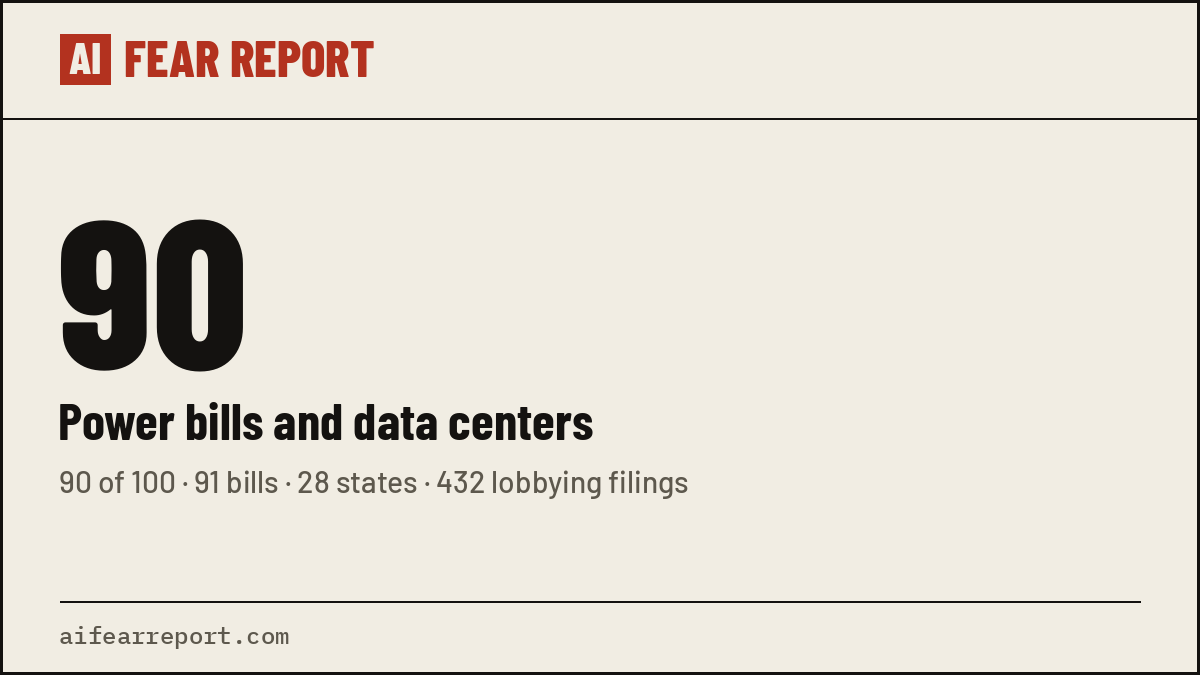 AI FEAR REPORT
90
Power bills and data centers
90 of 100 · 91 bills · 28 states · 432 lobbying filings
aifearreport.com